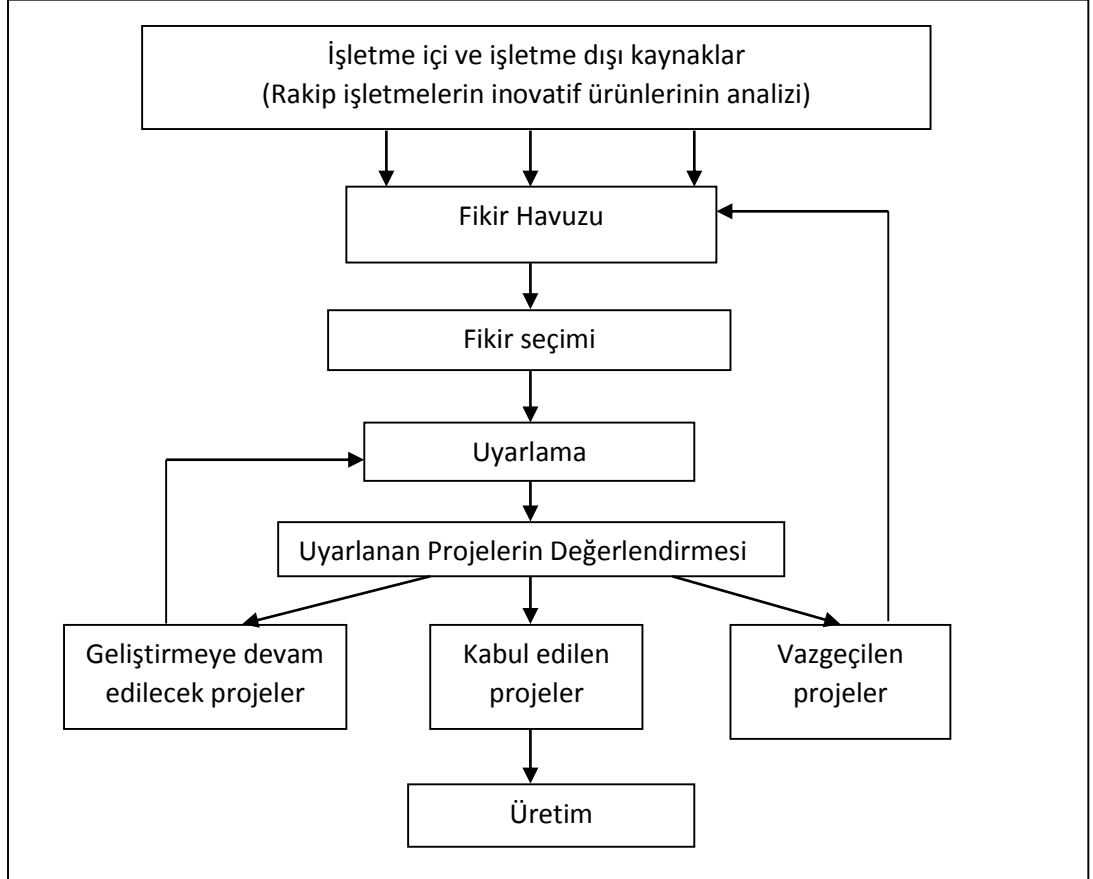 İşletme içi ve işletme dışı kaynaklar
(Rakip işletmelerin inovatif ürünlerinin analizi)
Fikir Havuzu
Fikir seçimi
Uyarlama
Uyarlanan Projelerin Değerlendirmesi
Geliştirmeye devam
edilecek projeler
Kabul edilen
projeler
Vazgeçilen
projeler
Üretim